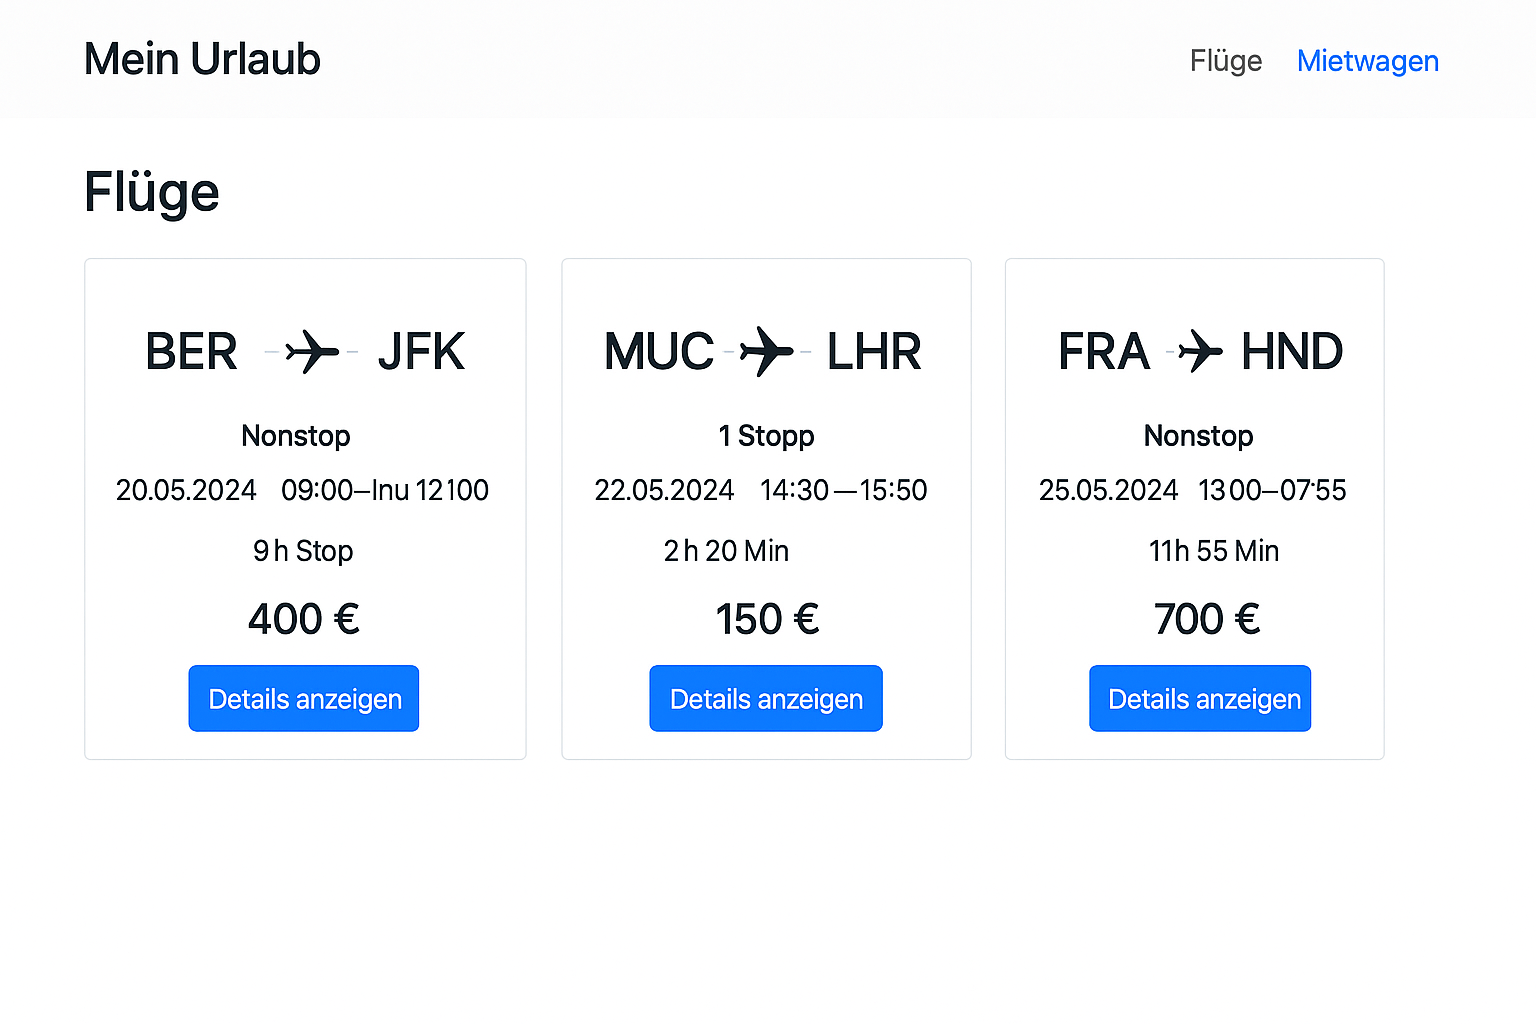 Mein Urlaub
Flüge Mietwagen
Flüge
BER JFK
Nonstop
20.05.2024 09:00–Inu 12100
9 h Stop
400 €
Details anzeigen
MUC LHR
1 Stopp
22.05.2024 14:30 —15:50
2 h 20 Min
150 €
Details anzeigen
FRA HND
Nonstop
25.05.2024 13 00–07'55
11h 55 Min
700 €
Details anzeigen